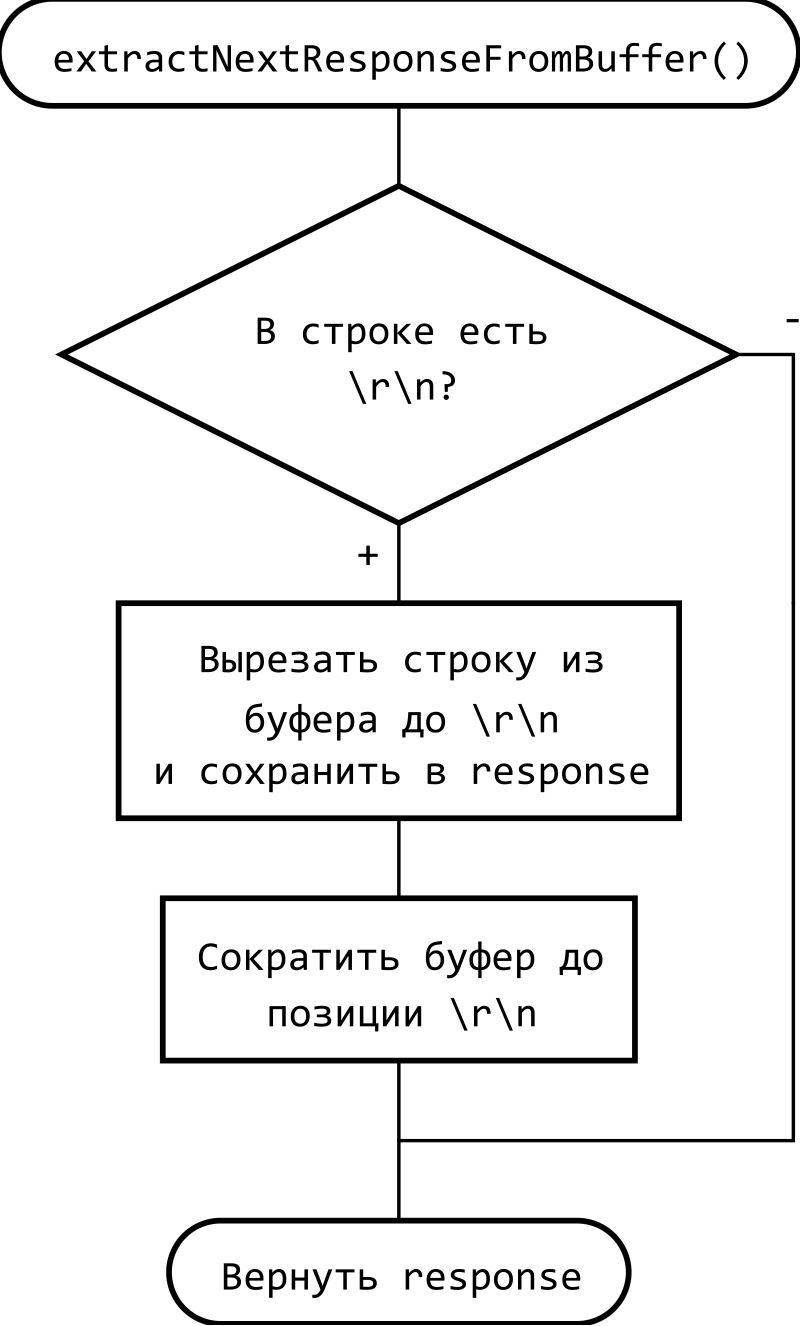 extractNextResponseFromBuffer()
В строке есть
\r\n?
-
+
Вырезать строку из
буфера до \r\n
и сохранить в response
Сократить буфер до
позиции \r\n
Вернуть response